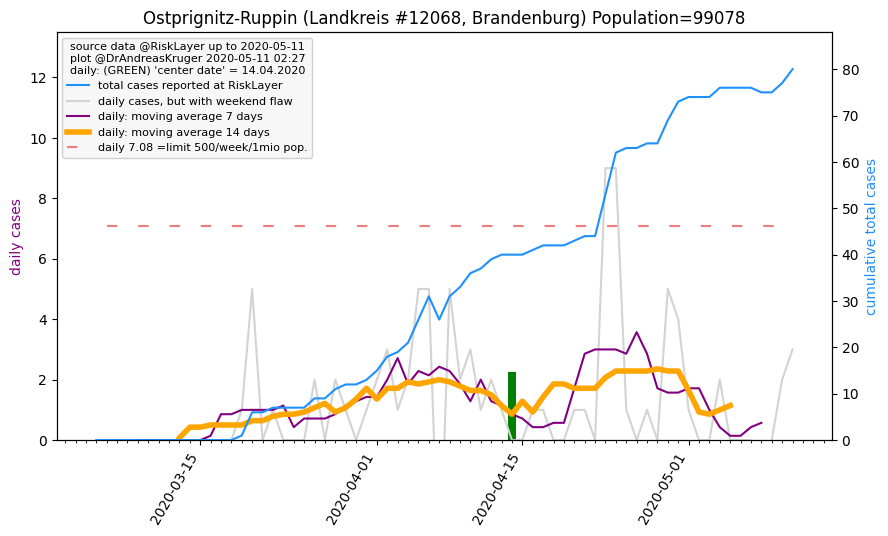 Ostprignitz-Ruppin (Landkreis #12068, Brandenburg) Population=99078
source data @RiskLayer up to 2020-05-11
plot @DrAndreasKruger 2020-05-11 02:27
daily: (GREEN) 'center date' = 14.04.2020
total cases reported at RiskLayer
daily cases, but with weekend flaw
daily: moving average 7 days
daily: moving average 14 days
daily 7.08 =limit 500/week/1mio pop.
daily cases
12
10
8
6
4
2
0
cumulative total cases
80
70
60
50
40
30
20
10
0
2020-03-15
2020-04-01
2020-04-15
2020-05-01